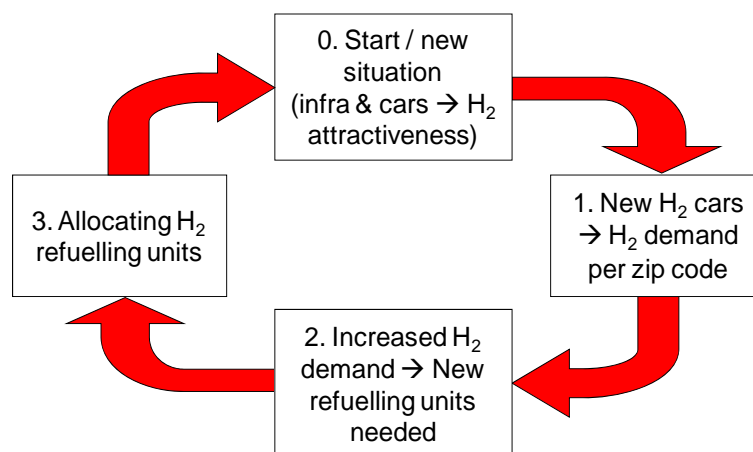 0. Start / new
situation
(infra & cars → H₂
attractiveness)
1. New H₂ cars
→ H₂ demand
per zip code
2. Increased H₂
demand → New
refuelling units
needed
3. Allocating H₂
refuelling units